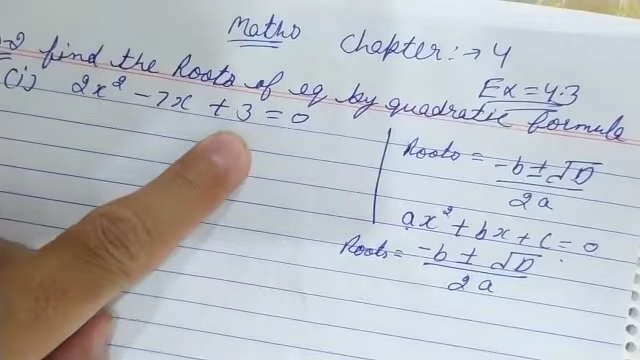 Maths Chapter:→ 4
Ex = 4.3
2 find the Roots of eq by quadratic formula
(i) 2x² - 7x + 3 = 0
Roots = -b ± √D / 2a
ax² + bx + c = 0
Roots = -b ± √D / 2a